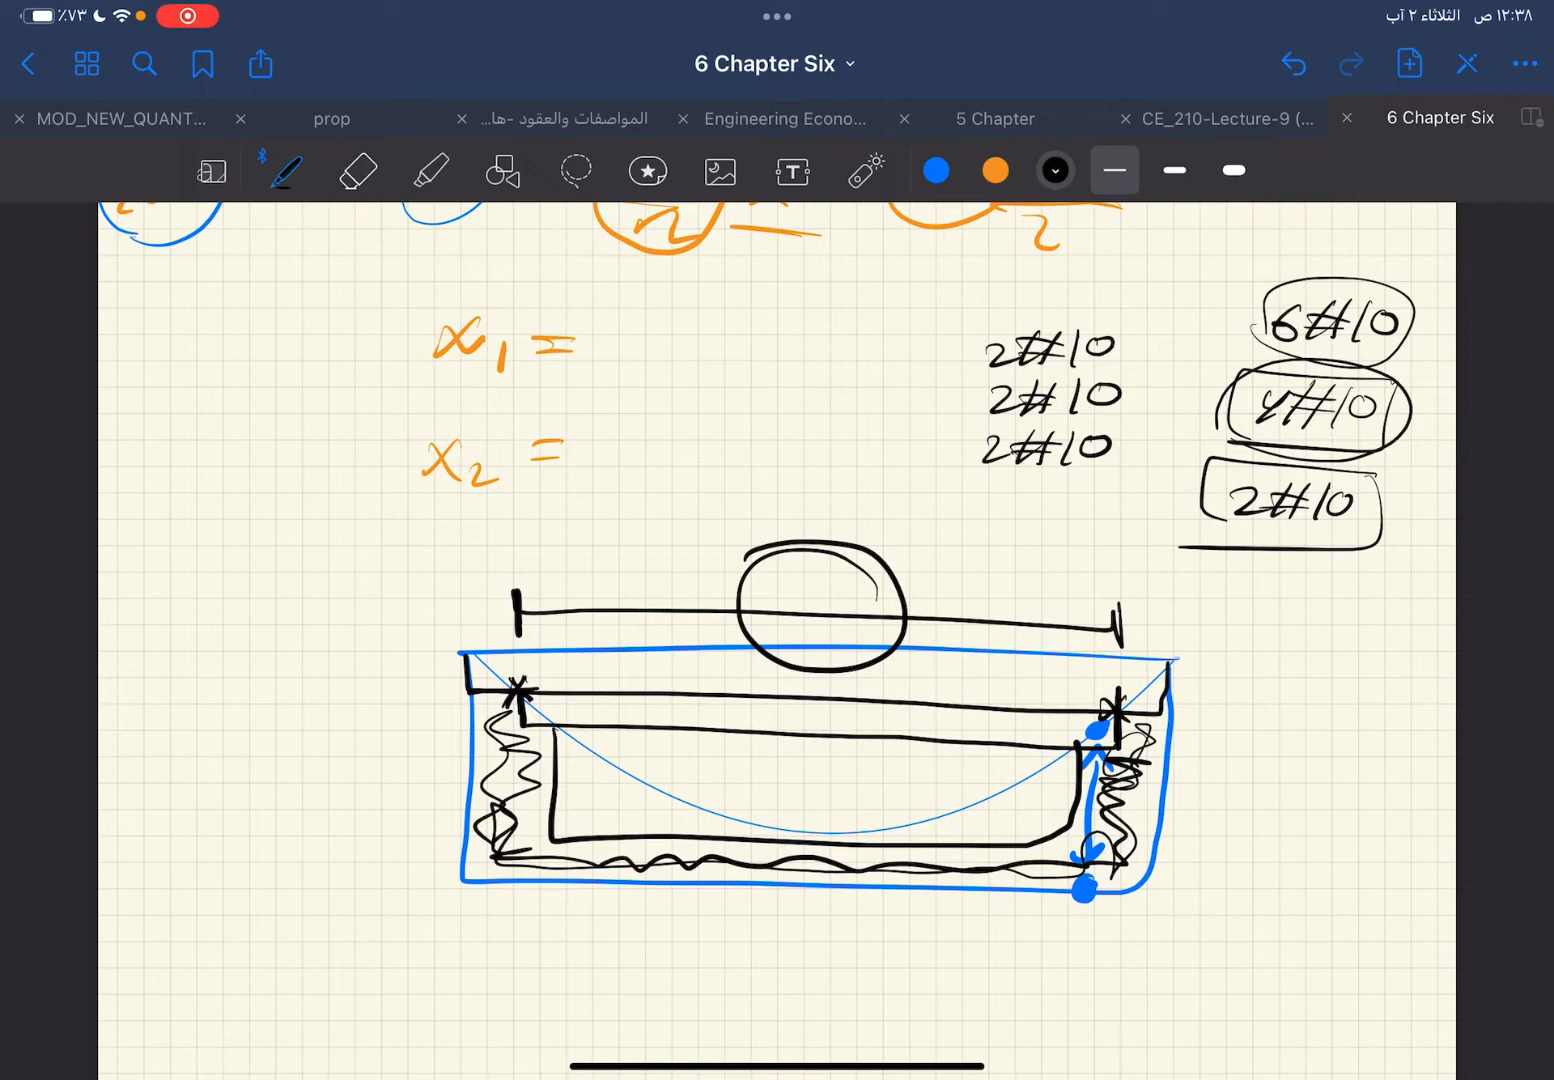 ٪٧٣
الثلاثاء ٢ آب ١٢:٣٨ ص
6 Chapter Six
MOD_NEW_QUANT...
prop
المواصفات والعقود -ها...
Engineering Econo...
5 Chapter
CE_210-Lecture-9 (...
6 Chapter Six
T
2
2
x₁ =
x₂ =
2#10
2#10
2#10
6#10
4#10
2#10